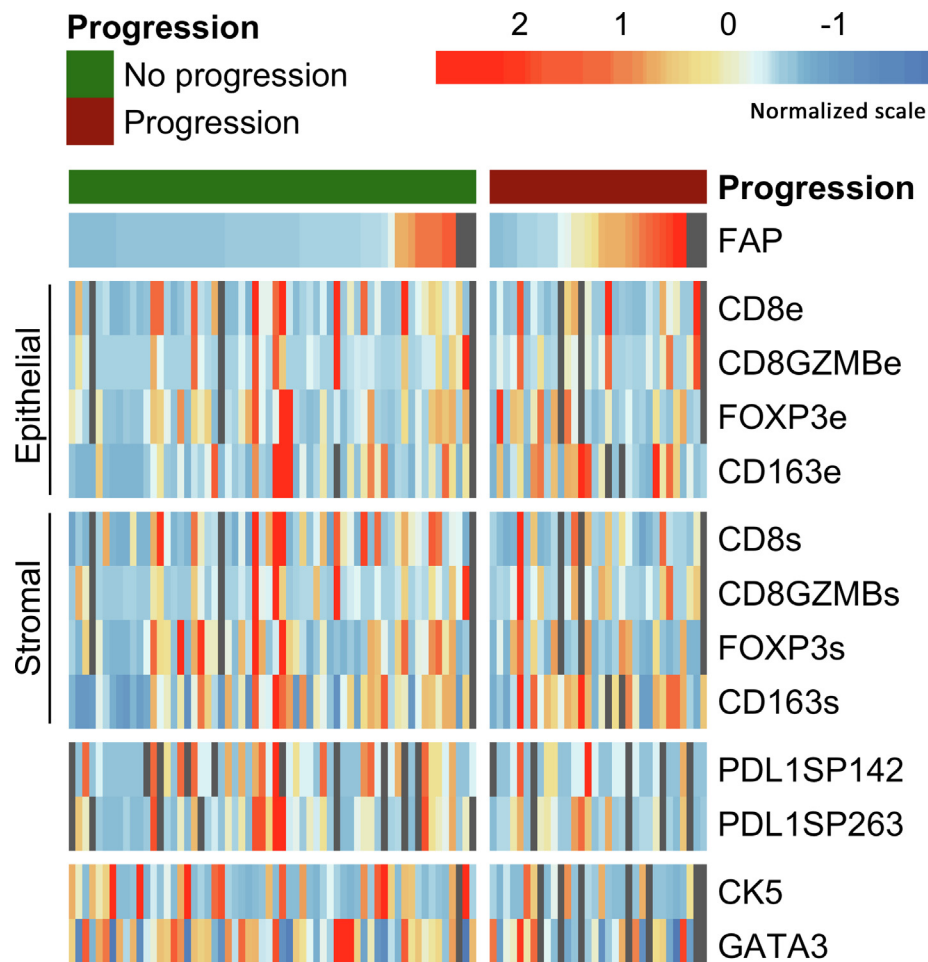 Progression
No progression
Progression
2 1 0 -1
Normalized scale
Progression
FAP
Epithelial
CD8e
CD8GZMBe
FOXP3e
CD163e
Stromal
CD8s
CD8GZMBs
FOXP3s
CD163s
PDL1SP142
PDL1SP263
CK5
GATA3